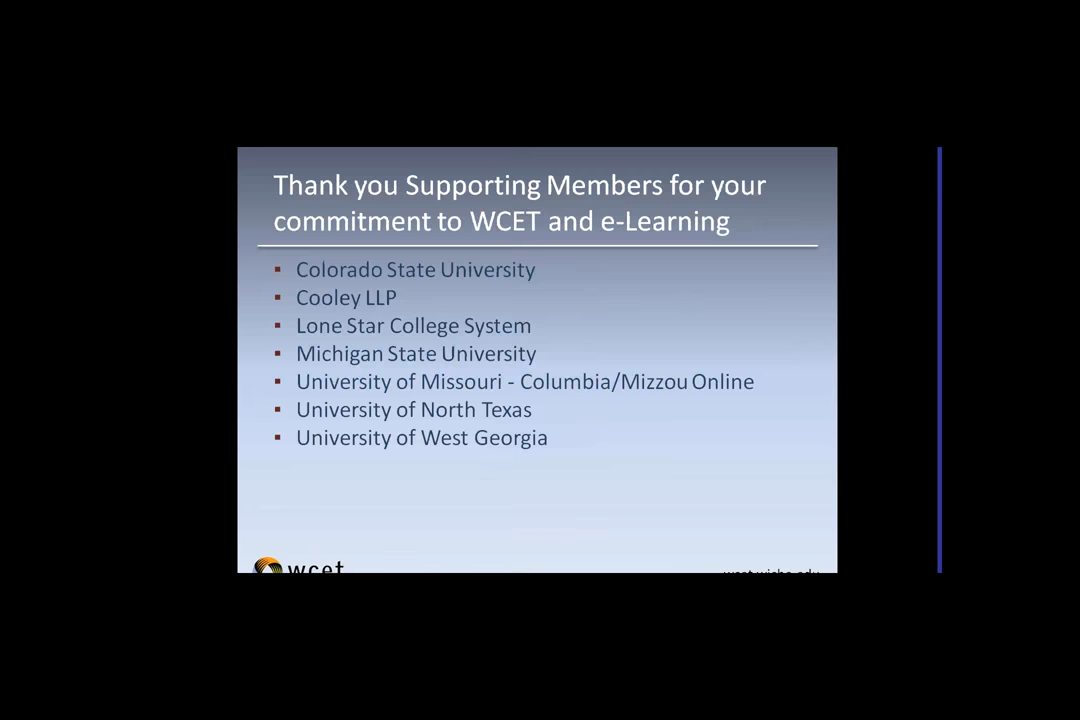 Thank you Supporting Members for your
commitment to WCET and e-Learning
▪ Colorado State University
▪ Cooley LLP
▪ Lone Star College System
▪ Michigan State University
▪ University of Missouri - Columbia/Mizzou Online
▪ University of North Texas
▪ University of West Georgia
wcet